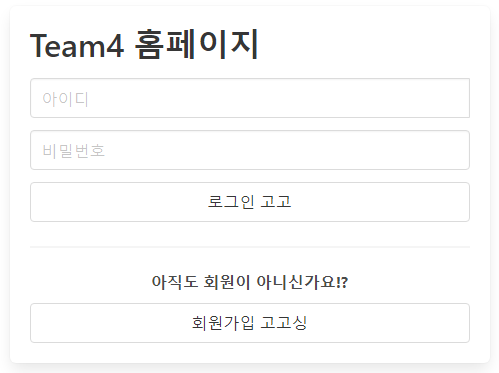 Team4 홈페이지
아이디
비밀번호
로그인 고고
아직도 회원이 아니신가요!?
회원가입 고고싱